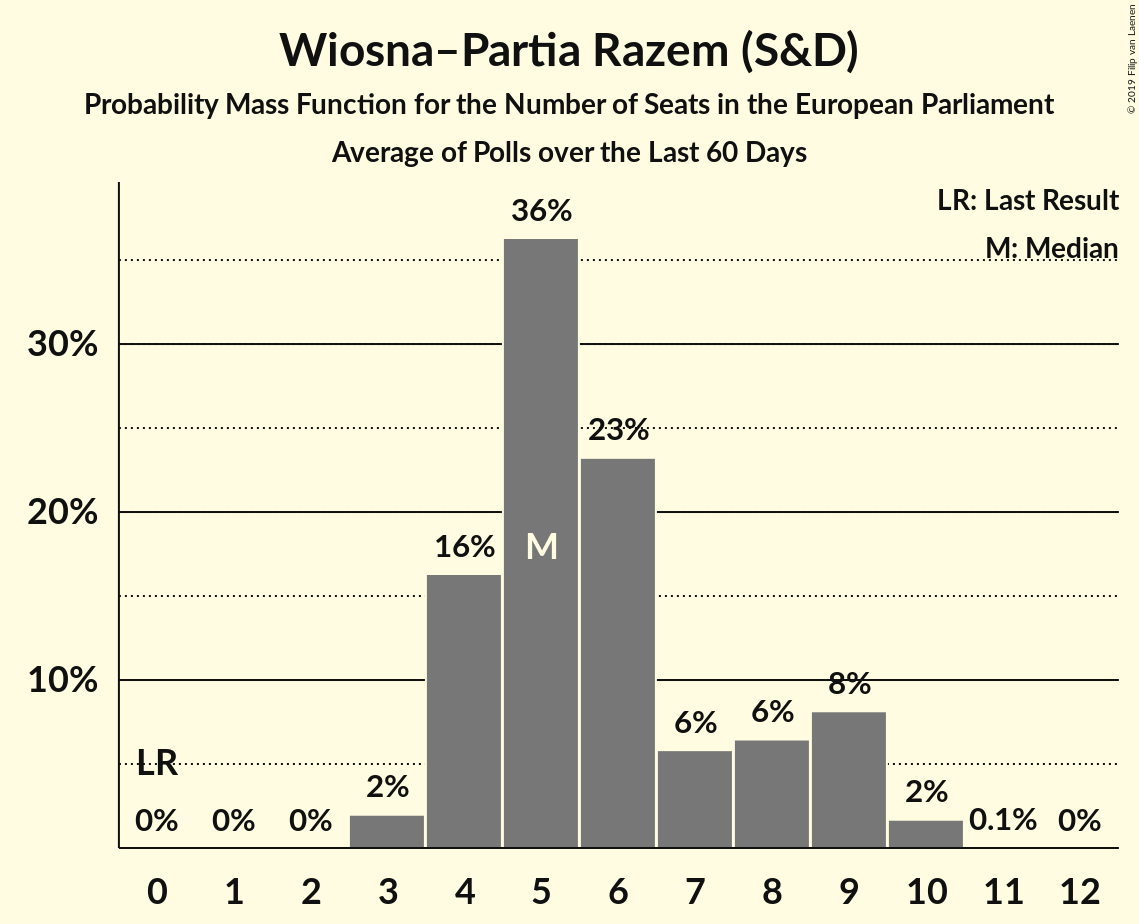 Wiosna–Partia Razem (S&D)
Probability Mass Function for the Number of Seats in the European Parliament
Average of Polls over the Last 60 Days
© 2019 Filip van Laenen
LR: Last Result
M: Median
36%
30%
23%
20%
16%
M
10%
8%
6%
6%
LR
2%
2%
0%
0%
0%
0.1%
0%
0 1 2 3 4 5 6 7 8 9 10 11 12